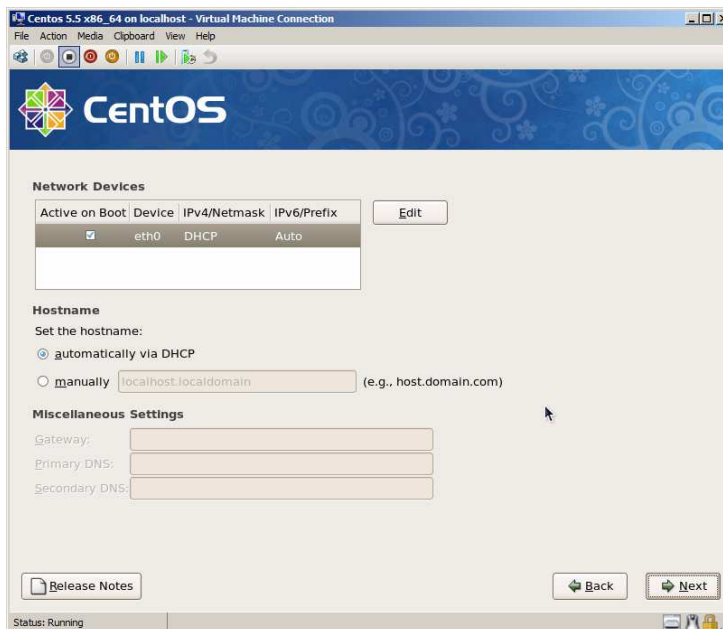 Centos 5.5 x86_64 on localhost - Virtual Machine Connection
File Action Media Clipboard View Help
CentOS
Network Devices
Active on Boot Device IPv4/Netmask IPv6/Prefix
Edit
eth0 DHCP Auto
Hostname
Set the hostname:
automatically via DHCP
manually localhost.localdomain (e.g., host.domain.com)
Miscellaneous Settings
Gateway:
Primary DNS:
Secondary DNS:
Release Notes Back Next
Status: Running